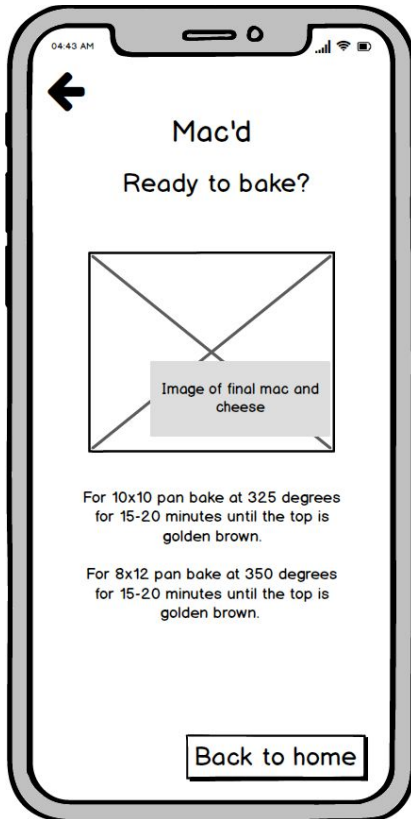 04:43 AM
Mac'd
Ready to bake?
Image of final mac and
cheese
For 10x10 pan bake at 325 degrees
for 15-20 minutes until the top is
golden brown.
For 8x12 pan bake at 350 degrees
for 15-20 minutes until the top is
golden brown.
Back to home